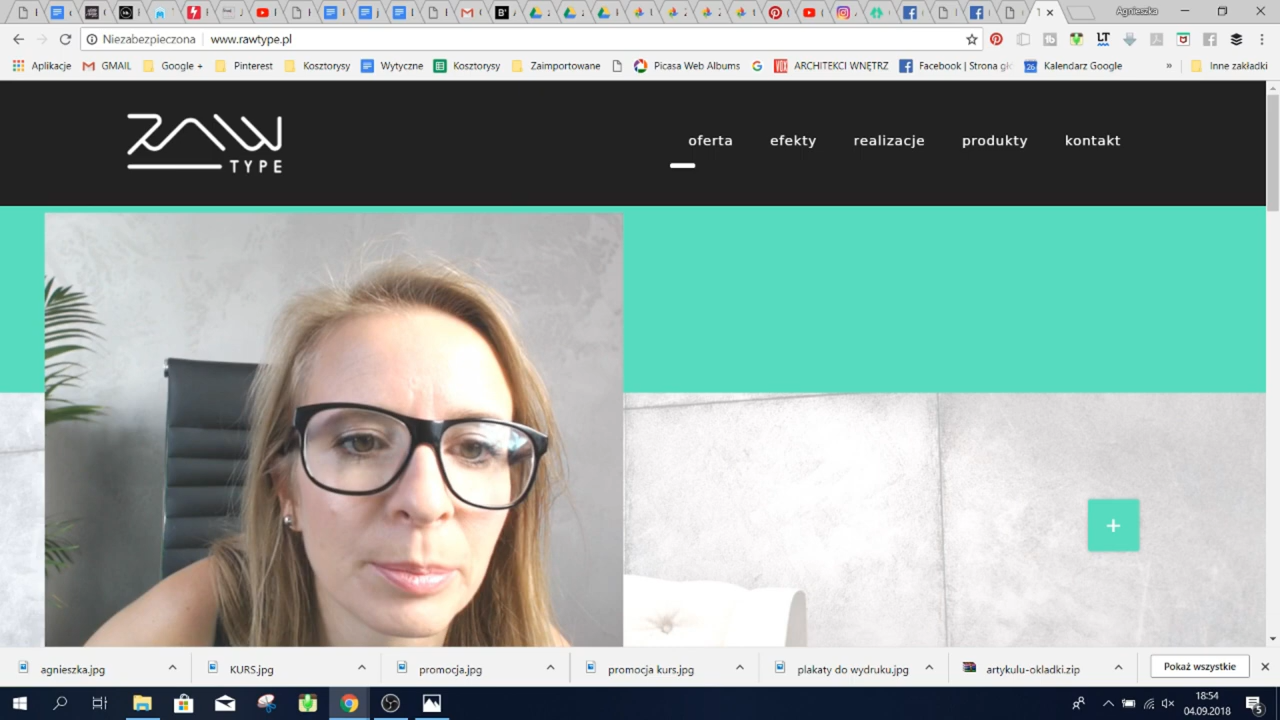 Agnieszka
Niezabezpieczona | www.rawtype.pl
Aplikacje GMAIL Google + Pinterest Kosztorysy Wytyczne Kosztorysy Zaimportowane Picasa Web Albums ARCHITEKCI WNĘTRZ Facebook | Strona gł Kalendarz Google » Inne zakładki
RAW
TYPE
oferta efekty realizacje produkty kontakt
+
agnieszka.jpg KURS.jpg promocja.jpg promocja kurs.jpg plakaty do wydruku.jpg artykulu-okladki.zip Pokaż wszystkie
18:54
04.09.2018
5